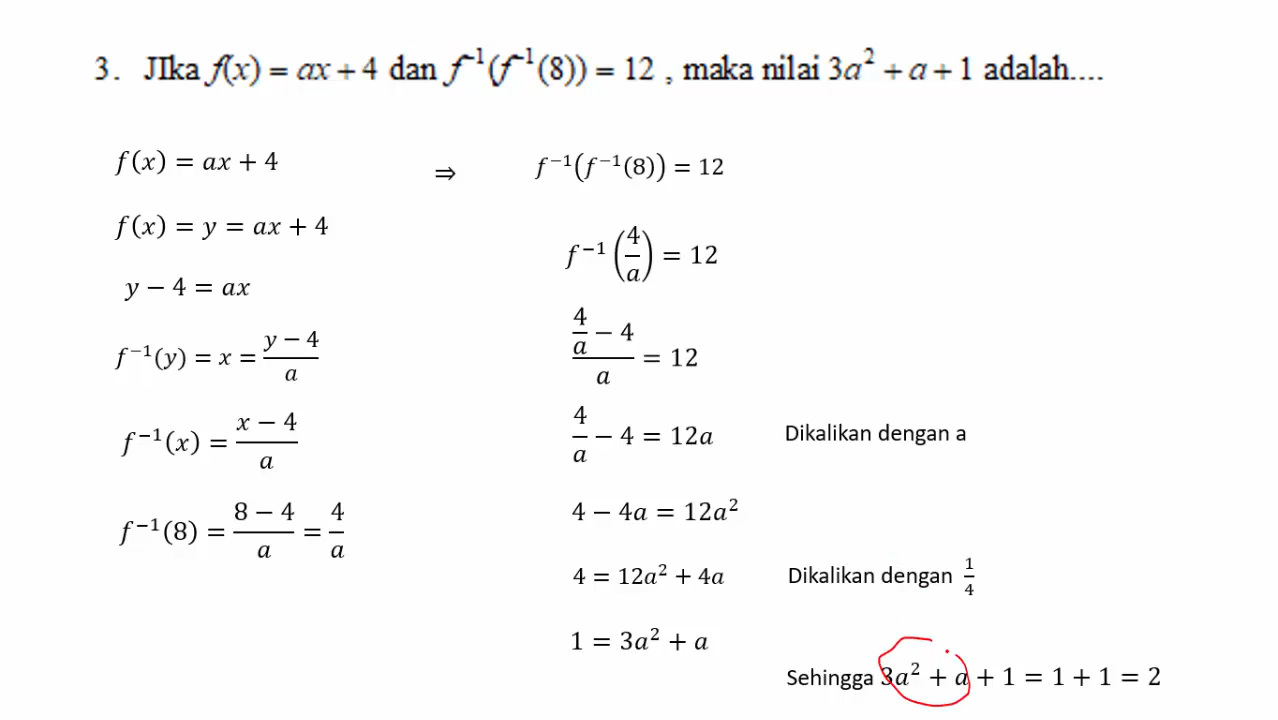 3. JIka f(x) = ax + 4 dan f⁻¹(f⁻¹(8)) = 12 , maka nilai 3a² + a + 1 adalah....
f(x) = ax + 4
f(x) = y = ax + 4
y − 4 = ax
f⁻¹(y) = x = (y − 4)/a
f⁻¹(x) = (x − 4)/a
f⁻¹(8) = (8 − 4)/a = 4/a
⇒ f⁻¹(f⁻¹(8)) = 12
f⁻¹(4/a) = 12
(4/a − 4)/a = 12
4/a − 4 = 12a Dikalikan dengan a
4 − 4a = 12a²
4 = 12a² + 4a Dikalikan dengan 1/4
1 = 3a² + a
Sehingga 3a² + a + 1 = 1 + 1 = 2